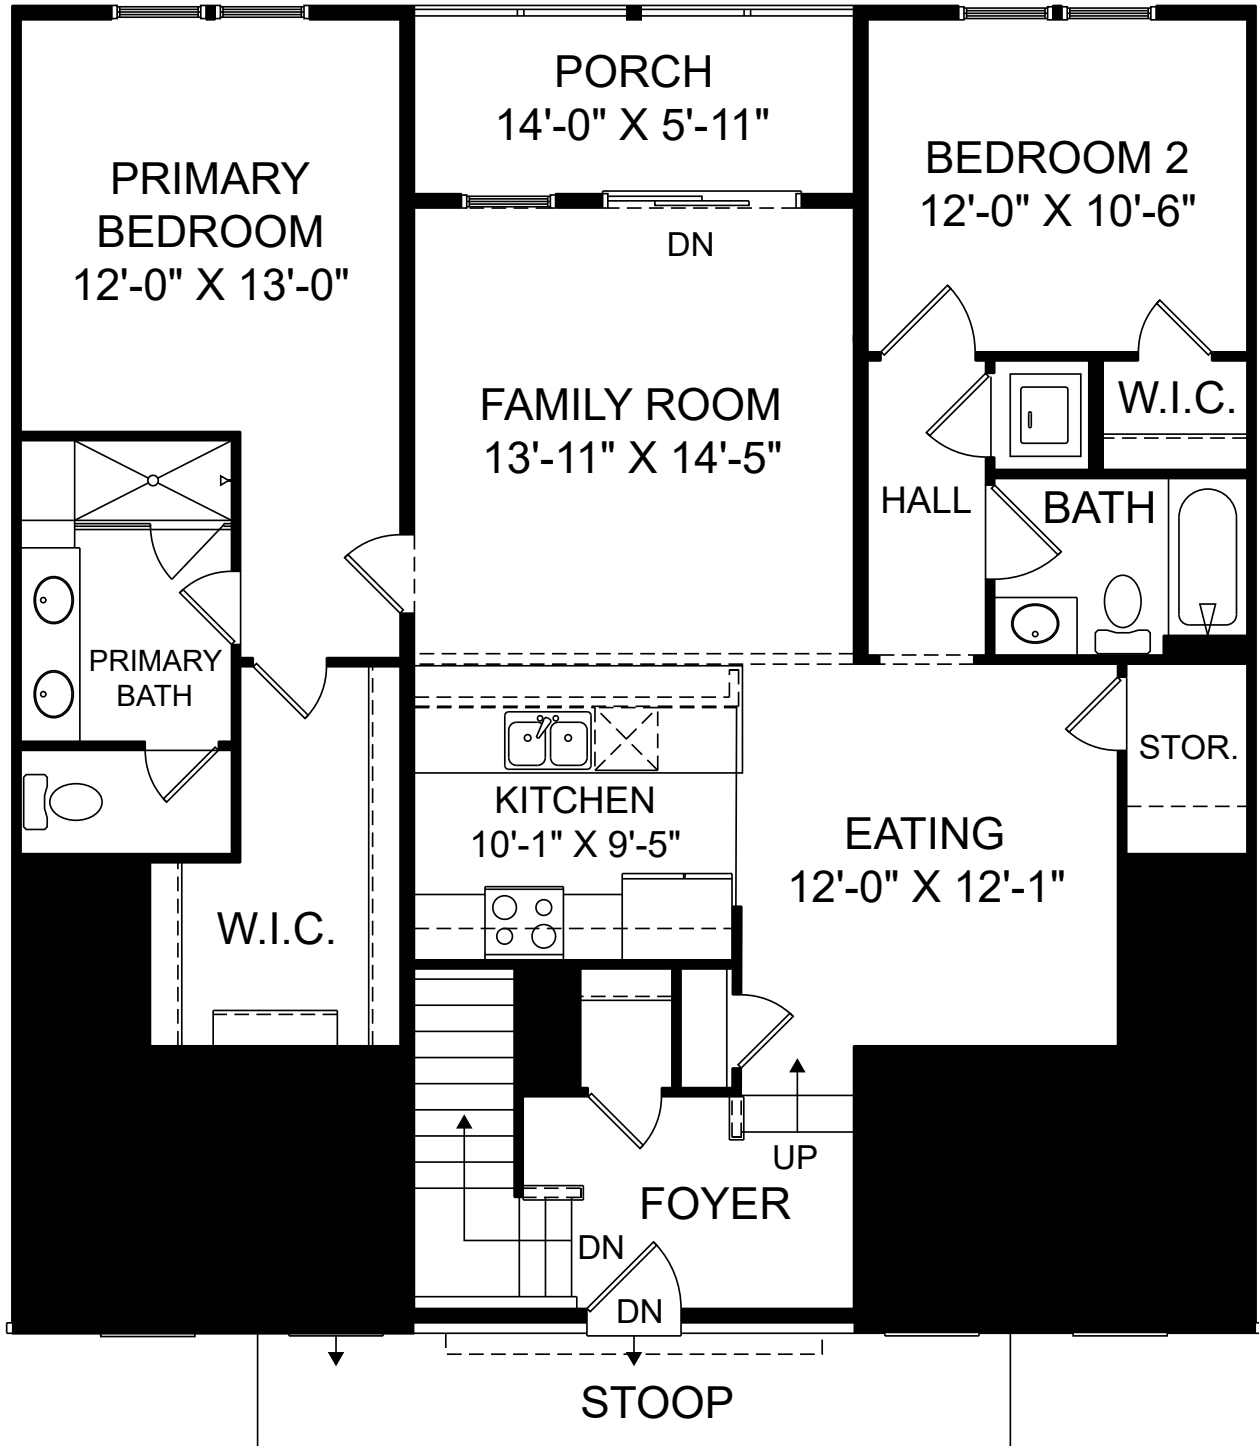 PORCH
14'-0" X 5'-11"
PRIMARY
BEDROOM
12'-0" X 13'-0"
BEDROOM 2
12'-0" X 10'-6"
DN
FAMILY ROOM
13'-11" X 14'-5"
W.I.C.
HALL
BATH
PRIMARY
BATH
STOR.
KITCHEN
10'-1" X 9'-5"
EATING
12'-0" X 12'-1"
W.I.C.
UP
FOYER
DN
DN
STOOP